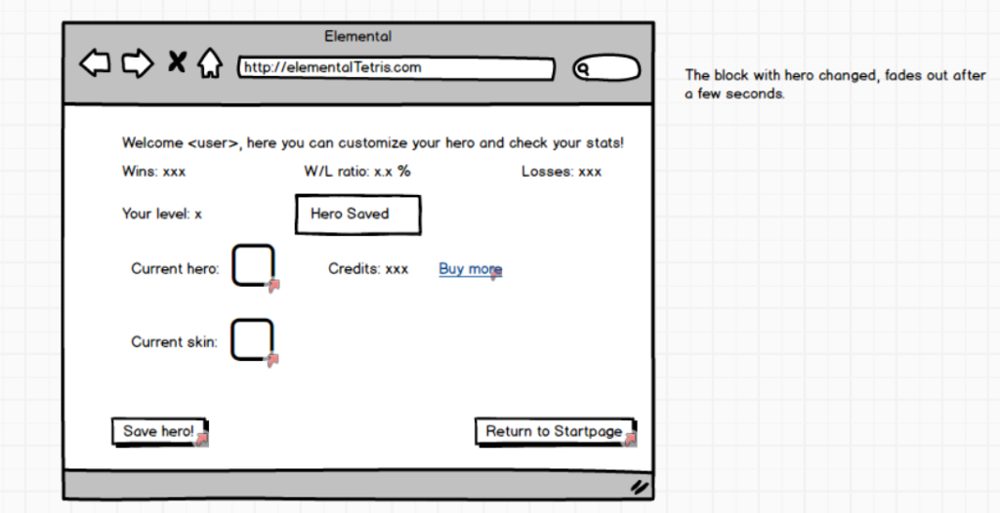 Elemental
http://elementalTetris.com
The block with hero changed, fades out after
a few seconds.
Welcome <user>, here you can customize your hero and check your stats!
Wins: xxx
W/L ratio: x.x %
Losses: xxx
Your level: x
Hero Saved
Current hero:
Credits: xxx
Buy more
Current skin:
Save hero!
Return to Startpage